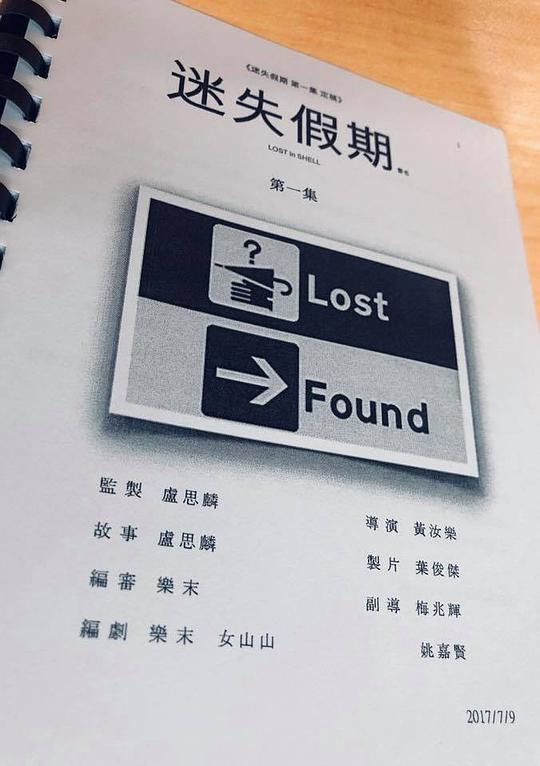 《迷失假期 第一集 定稿》
迷失假期
LOST in SHELL
暫名
第一集
?
Lost
Found
監製 盧思麟
故事 盧思麟
編審 樂末
編劇 樂末 女山山
導演 黃汝樂
製片 葉俊傑
副導 梅兆輝
姚嘉賢
2017/7/9